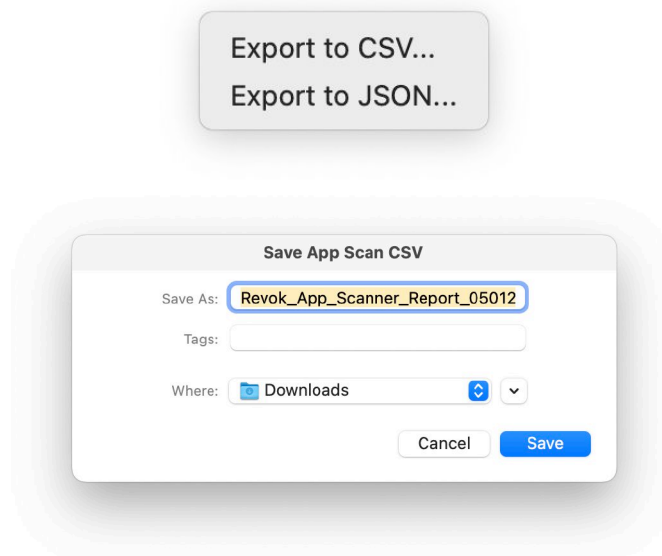 Export to CSV...
Export to JSON...
Save App Scan CSV
Save As: Revok_App_Scanner_Report_05012
Tags:
Where: Downloads
Cancel Save